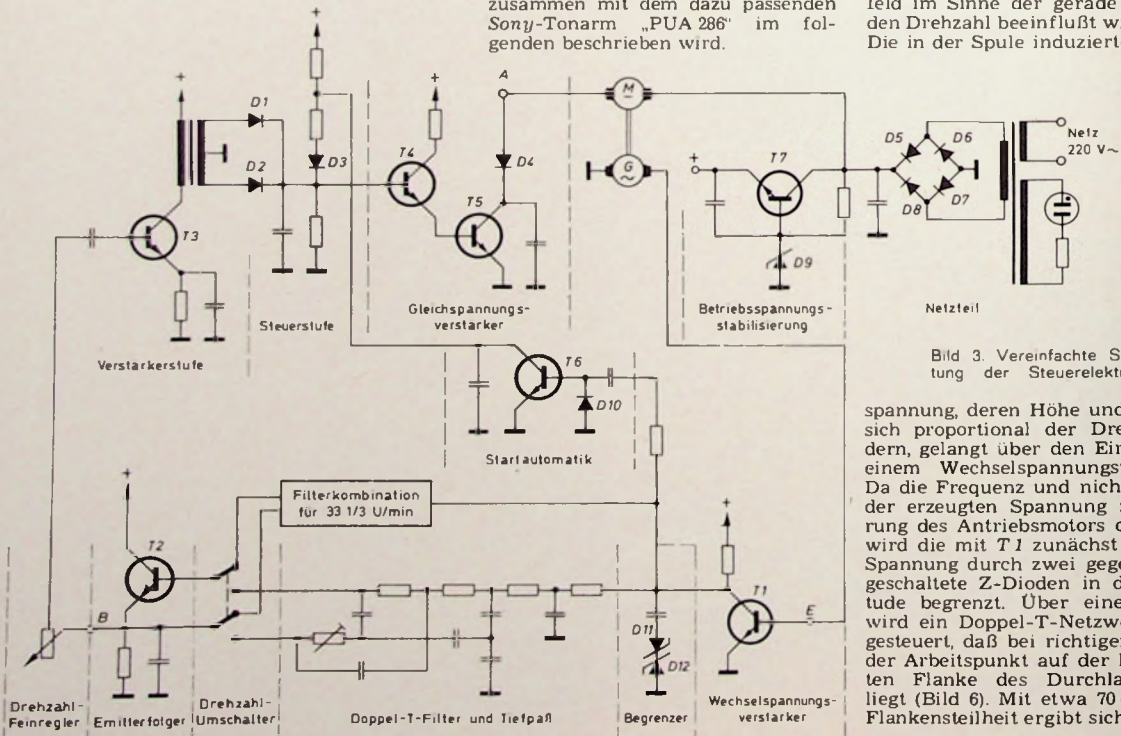 zusammen mit dem dazu passenden
Sony-Tonarm „PUA 286“ im fol-
genden beschrieben wird.
feld im Sinne der gerade
den Drehzahl beeinflußt
Die in der Spule induziert
+
+
+
A
D1
D2
D3
T3
T4
T5
D4
M
G
~
+
T7
D9
D5
D6
D8
D7
Netz
220 V~
Verstärkerstufe
Steuerstufe
Gleichspannungs-
verstärker
Betriebsspannungs-
stabilisierung
Netzteil
T6
D10
Startautomatik
Bild 3. Vereinfachte S
tung der Steuerelekt
spannung, deren Höhe und
sich proportional der Dre
dern, gelangt über den Ein
einem Wechselspannungs
Da die Frequenz und nich
der erzeugten Spannung
rung des Antriebsmotors
wird die mit T1 zunächst
Spannung durch zwei gege
geschaltete Z-Dioden in d
tude begrenzt. Über eine
wird ein Doppel-T-Netzw
gesteuert, daß bei richtige
der Arbeitspunkt auf der
ten Flanke des Durchla
liegt (Bild 6). Mit etwa 70
Flankensteilheit ergibt sich
+
T2
B
Filterkombination
für 33 1/3 U/min
+
T1
E
D11
D12
Drehzahl-
Feinregler
Emitterfolger
Drehzahl-
Umschalter
Doppel-T-Filter und Tiefpaß
Begrenzer
Wechselspannungs-
verstärker